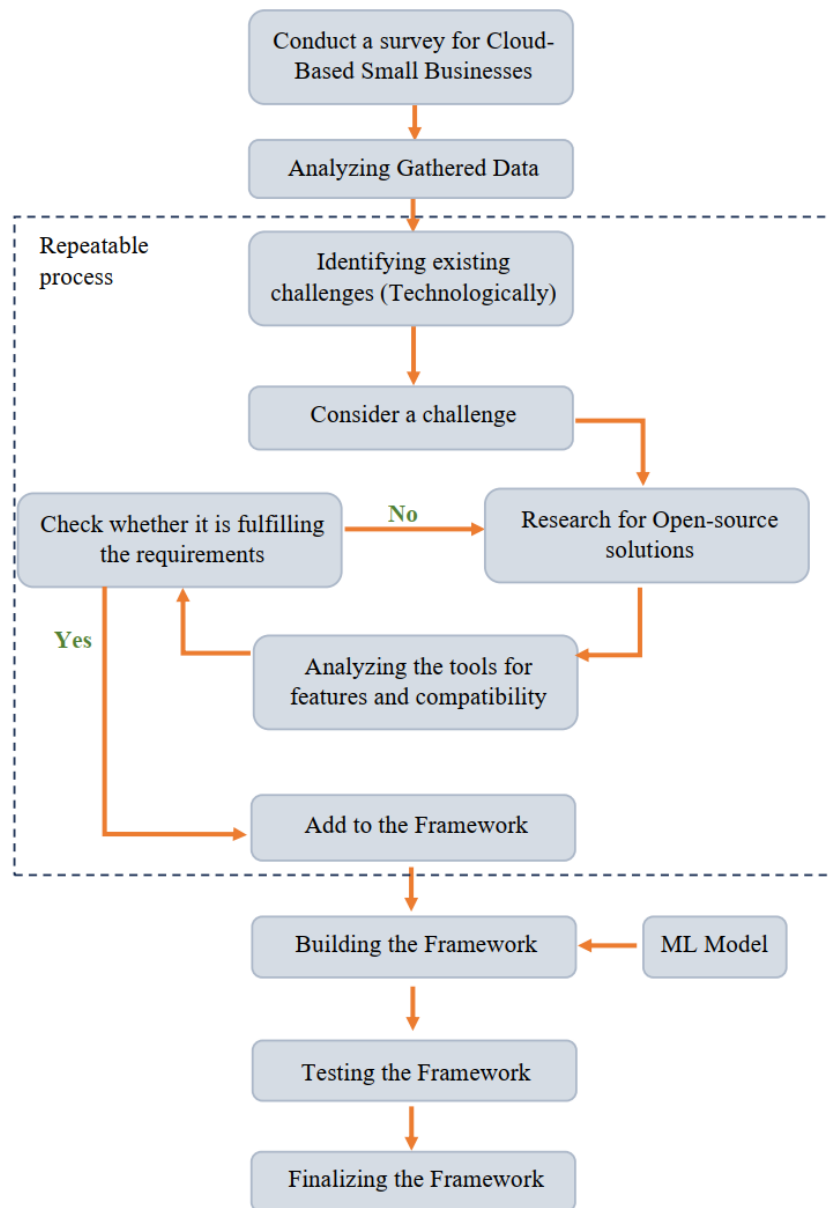 Conduct a survey for Cloud-
Based Small Businesses
Analyzing Gathered Data
Repeatable
process
Identifying existing
challenges (Technologically)
Consider a challenge
Check whether it is fulfilling
the requirements
No
Research for Open-source
solutions
Yes
Analyzing the tools for
features and compatibility
Add to the Framework
Building the Framework
ML Model
Testing the Framework
Finalizing the Framework